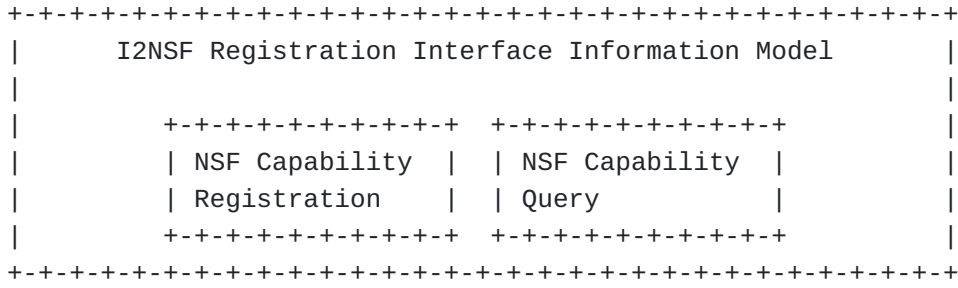 +-+-+-+-+-+-+-+-+-+-+-+-+-+-+-+-+-+-+-+-+-+-+-+-+-+-+-+-+-+-+-+
|      I2NSF Registration Interface Information Model       |
|                                                           |
|         +-+-+-+-+-+-+-+-+-+  +-+-+-+-+-+-+-+-+-+          |
|         | NSF Capability  |  | NSF Capability  |          |
|         | Registration    |  | Query           |          |
|         +-+-+-+-+-+-+-+-+-+  +-+-+-+-+-+-+-+-+-+          |
+-+-+-+-+-+-+-+-+-+-+-+-+-+-+-+-+-+-+-+-+-+-+-+-+-+-+-+-+-+-+-+